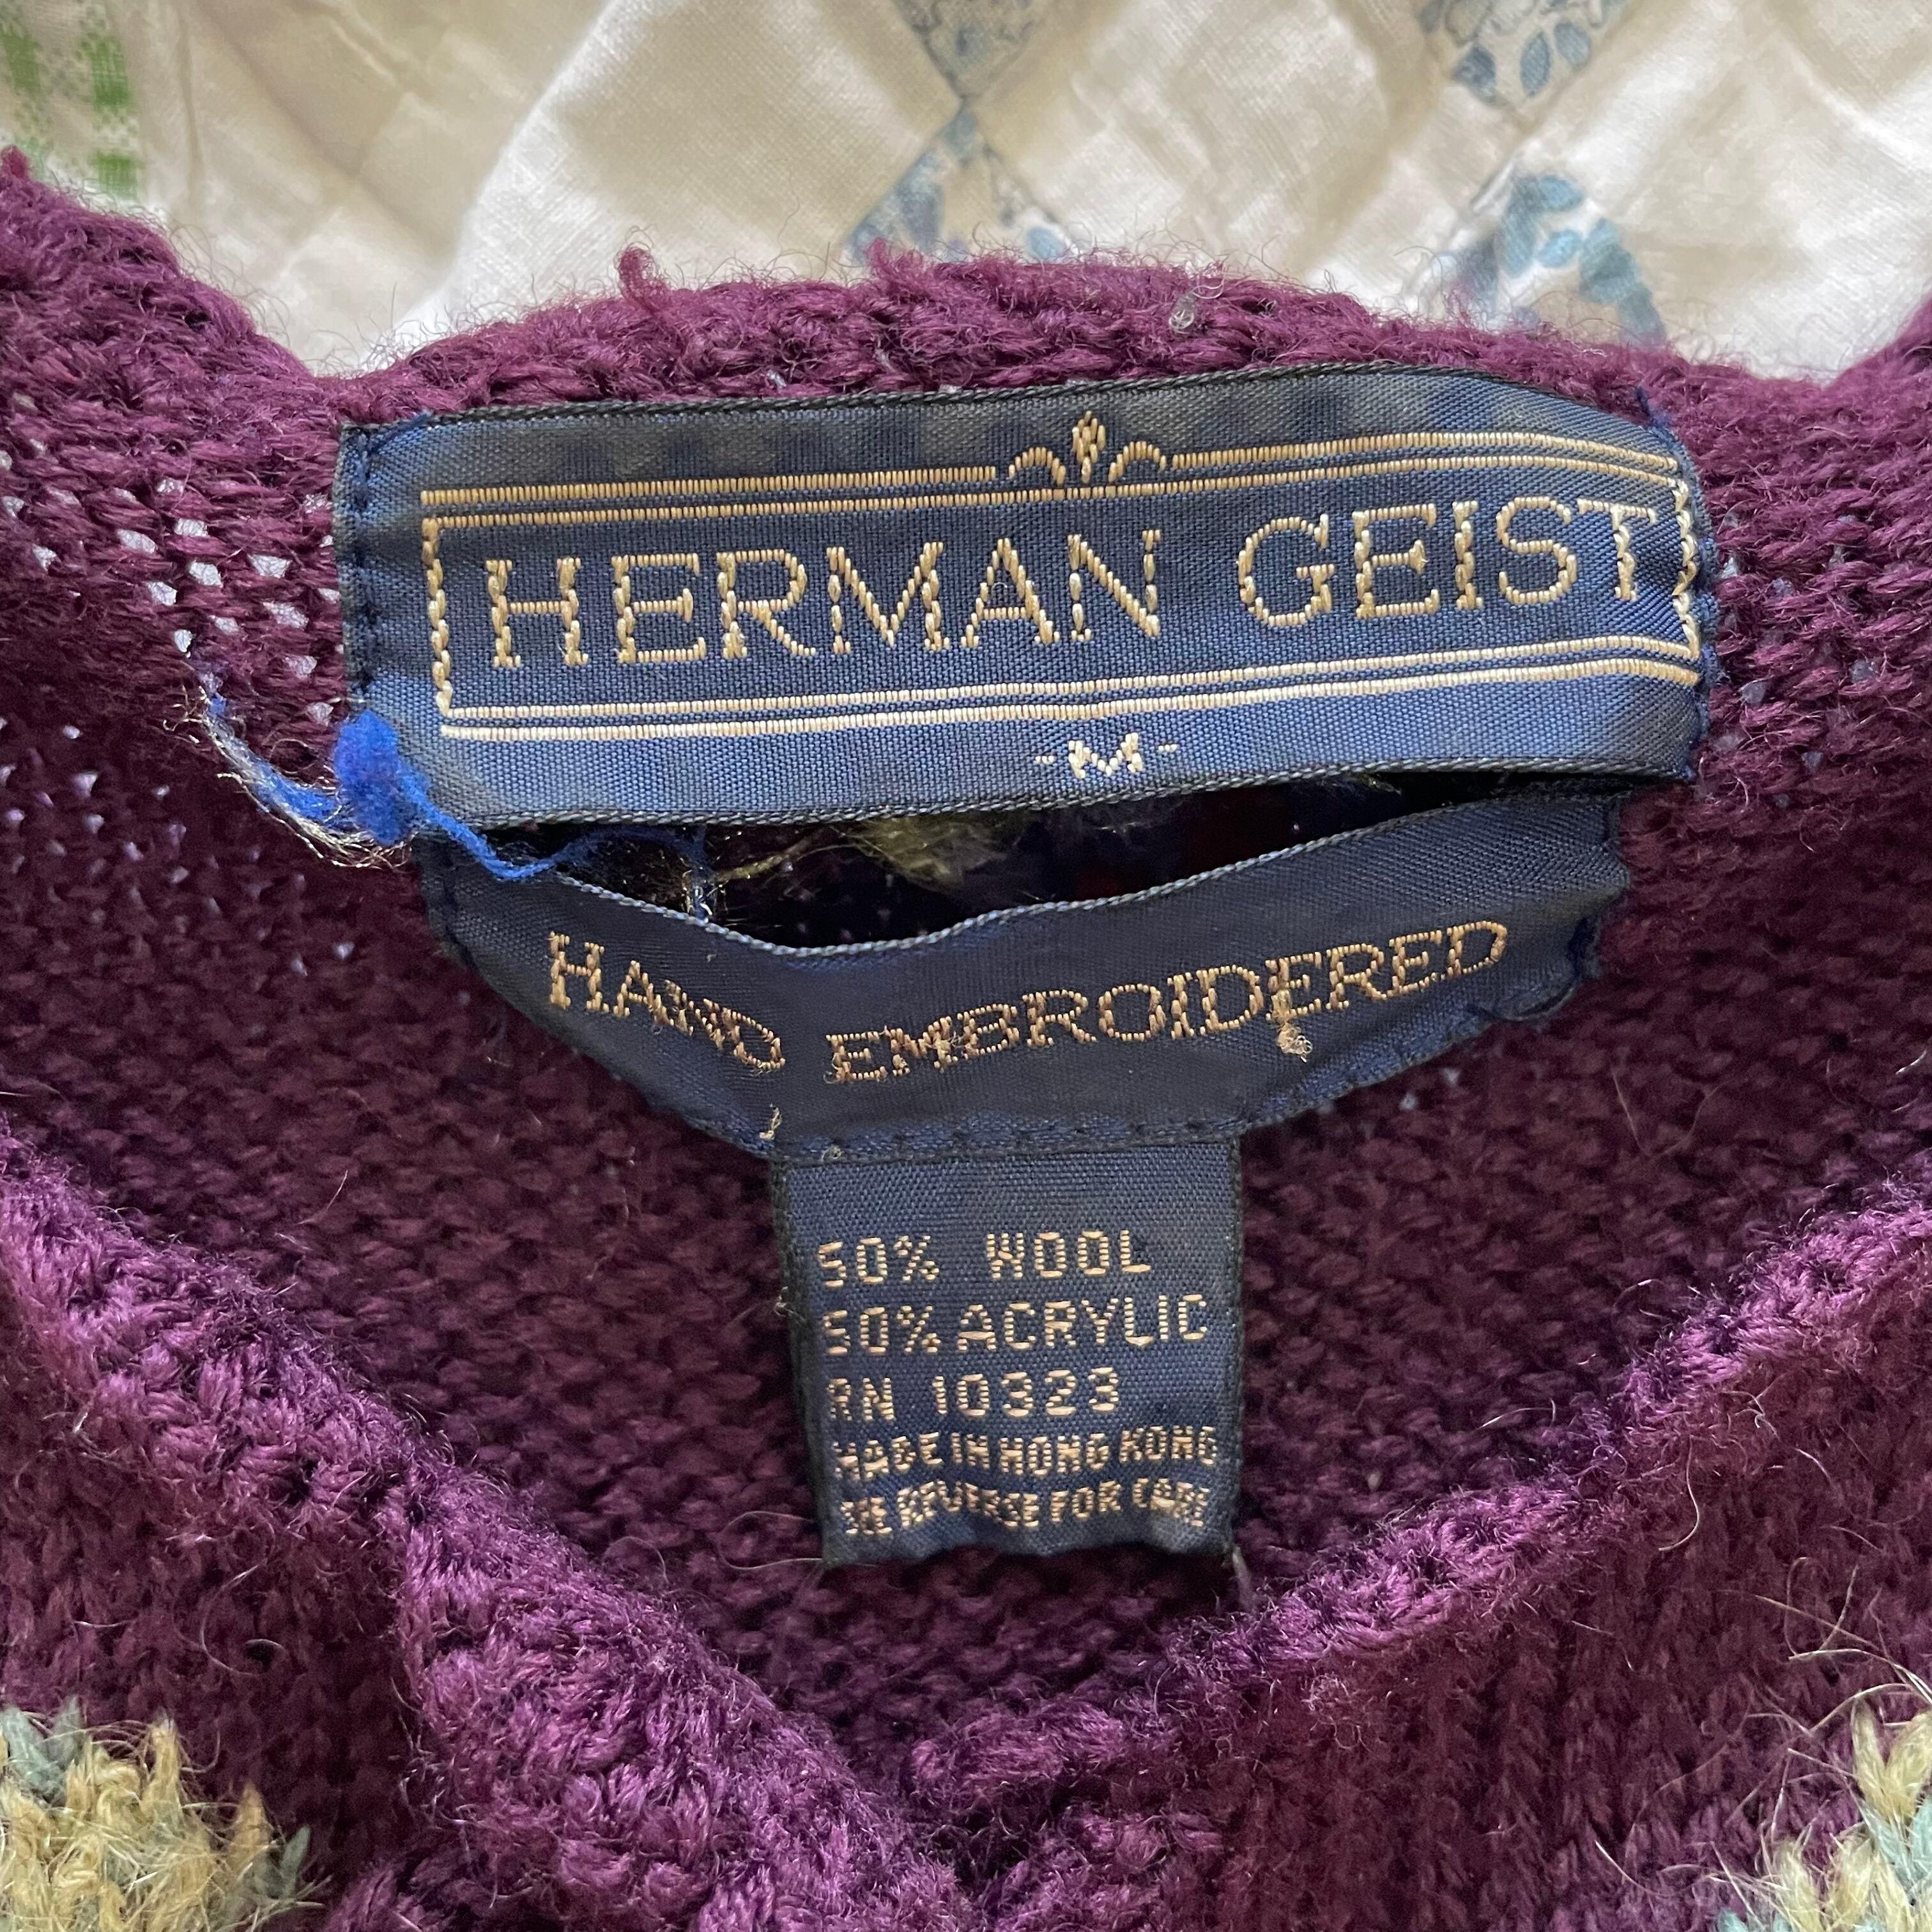 HERMAN GEIST
-M-
HAND EMBROIDERED
50% WOOL
50% ACRYLIC
RN 10323
MADE IN HONG KONG
SEE REVERSE FOR CARE